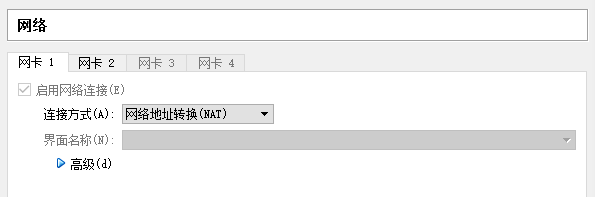 网络
网卡 1 网卡 2 网卡 3 网卡 4
启用网络连接(E)
连接方式(A): 网络地址转换(NAT)
界面名称(N):
高级(d)